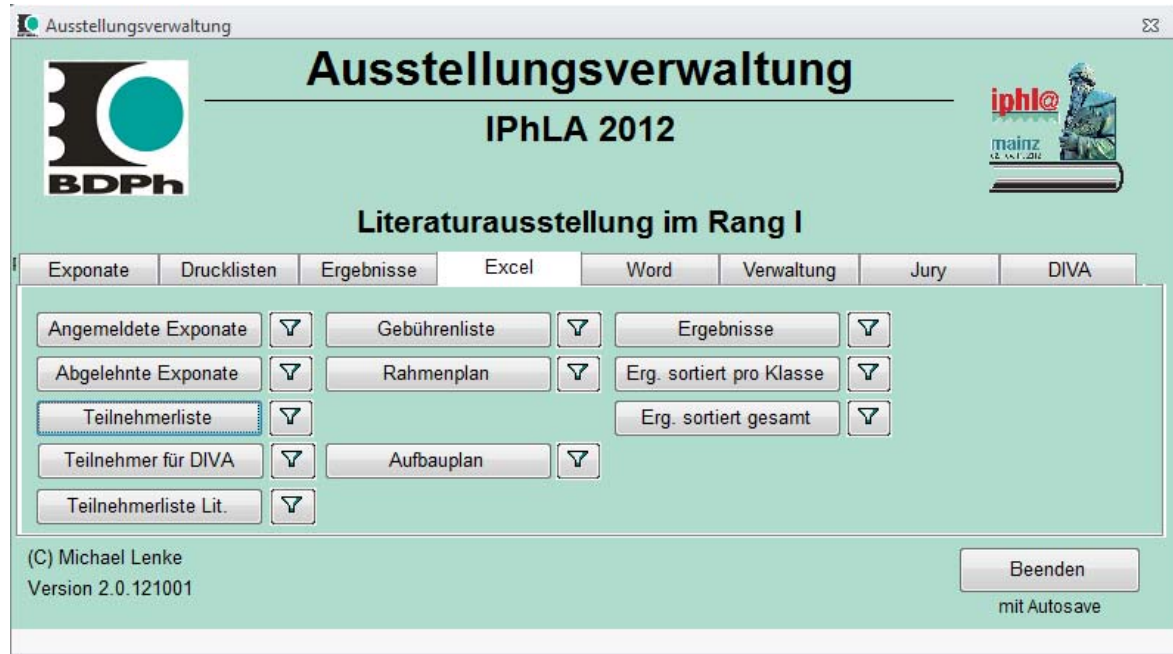 Ausstellungsverwaltung
Ausstellungsverwaltung
IPhLA 2012
BDPh
iphl@
mainz
Literaturausstellung im Rang I
Exponate Drucklisten Ergebnisse Excel Word Verwaltung Jury DIVA
Angemeldete Exponate Gebührenliste Ergebnisse
Abgelehnte Exponate Rahmenplan Erg. sortiert pro Klasse
Teilnehmerliste Erg. sortiert gesamt
Teilnehmer für DIVA Aufbauplan
Teilnehmerliste Lit.
(C) Michael Lenke
Version 2.0.121001
Beenden
mit Autosave